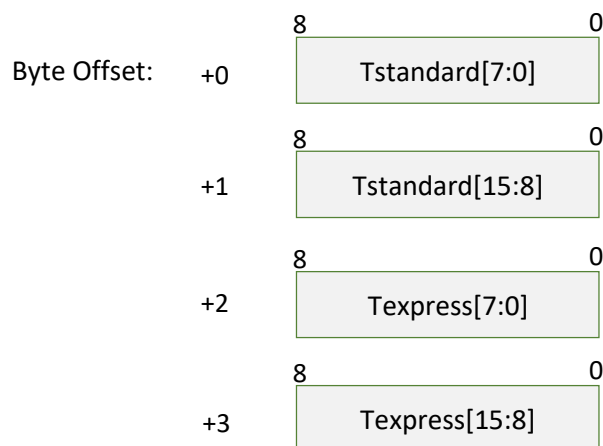 8 0
Byte Offset: +0 Tstandard[7:0]
8 0
+1 Tstandard[15:8]
8 0
+2 Texpress[7:0]
8 0
+3 Texpress[15:8]